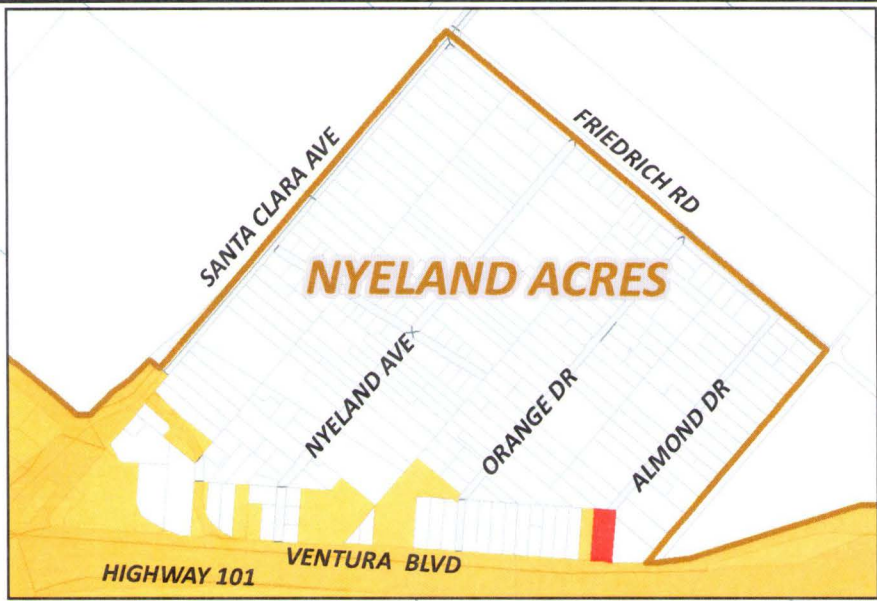 SANTA CLARA AVE
FRIEDRICH RD
NYELAND ACRES
NYELAND AVE
ORANGE DR
ALMOND DR
VENTURA BLVD
HIGHWAY 101